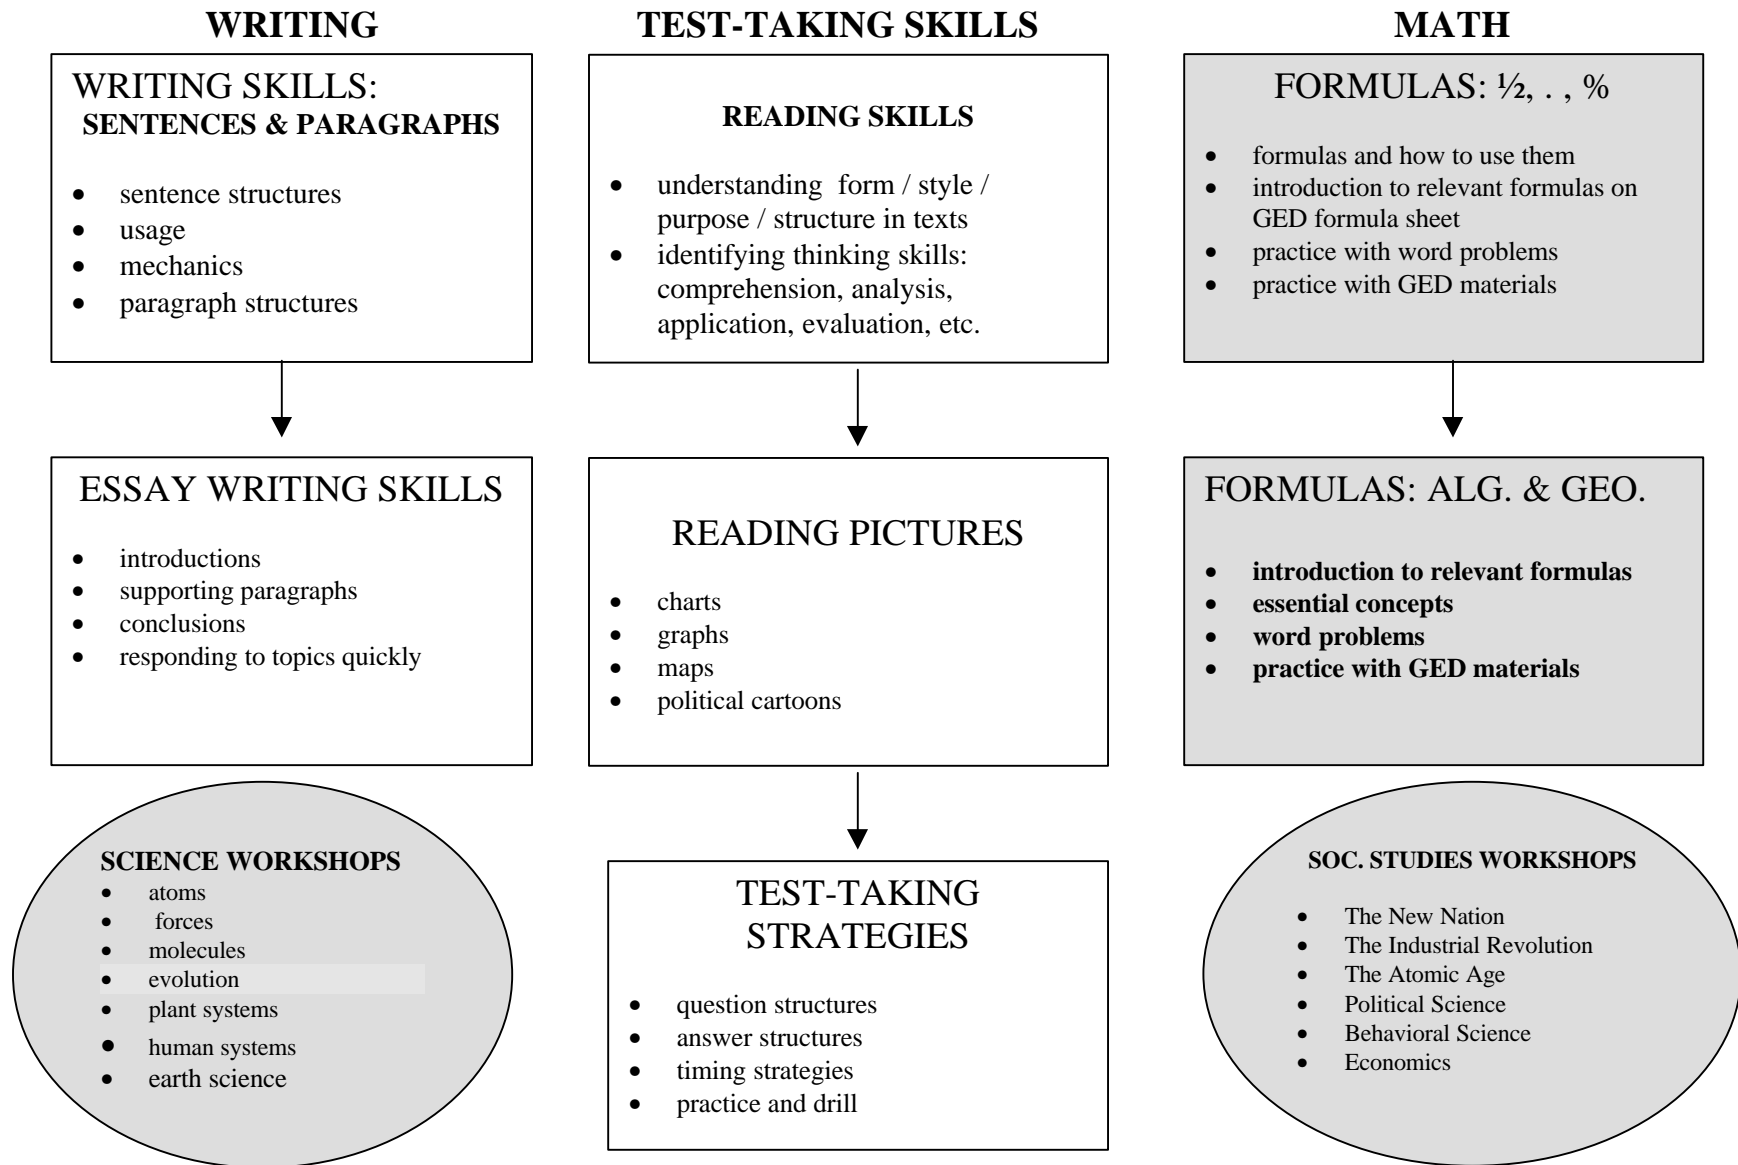 WRITING
WRITING SKILLS:
SENTENCES & PARAGRAPHS
• sentence structures
• usage
• mechanics
• paragraph structures
ESSAY WRITING SKILLS
• introductions
• supporting paragraphs
• conclusions
• responding to topics quickly
SCIENCE WORKSHOPS
• atoms
• forces
• molecules
• evolution
• plant systems
• human systems
• earth science
TEST-TAKING SKILLS
READING SKILLS
• understanding form / style /
purpose / structure in texts
• identifying thinking skills:
comprehension, analysis,
application, evaluation, etc.
READING PICTURES
• charts
• graphs
• maps
• political cartoons
TEST-TAKING
STRATEGIES
• question structures
• answer structures
• timing strategies
• practice and drill
MATH
FORMULAS: ½, . , %
• formulas and how to use them
• introduction to relevant formulas on
GED formula sheet
• practice with word problems
• practice with GED materials
FORMULAS: ALG. & GEO.
• introduction to relevant formulas
• essential concepts
• word problems
• practice with GED materials
SOC. STUDIES WORKSHOPS
• The New Nation
• The Industrial Revolution
• The Atomic Age
• Political Science
• Behavioral Science
• Economics